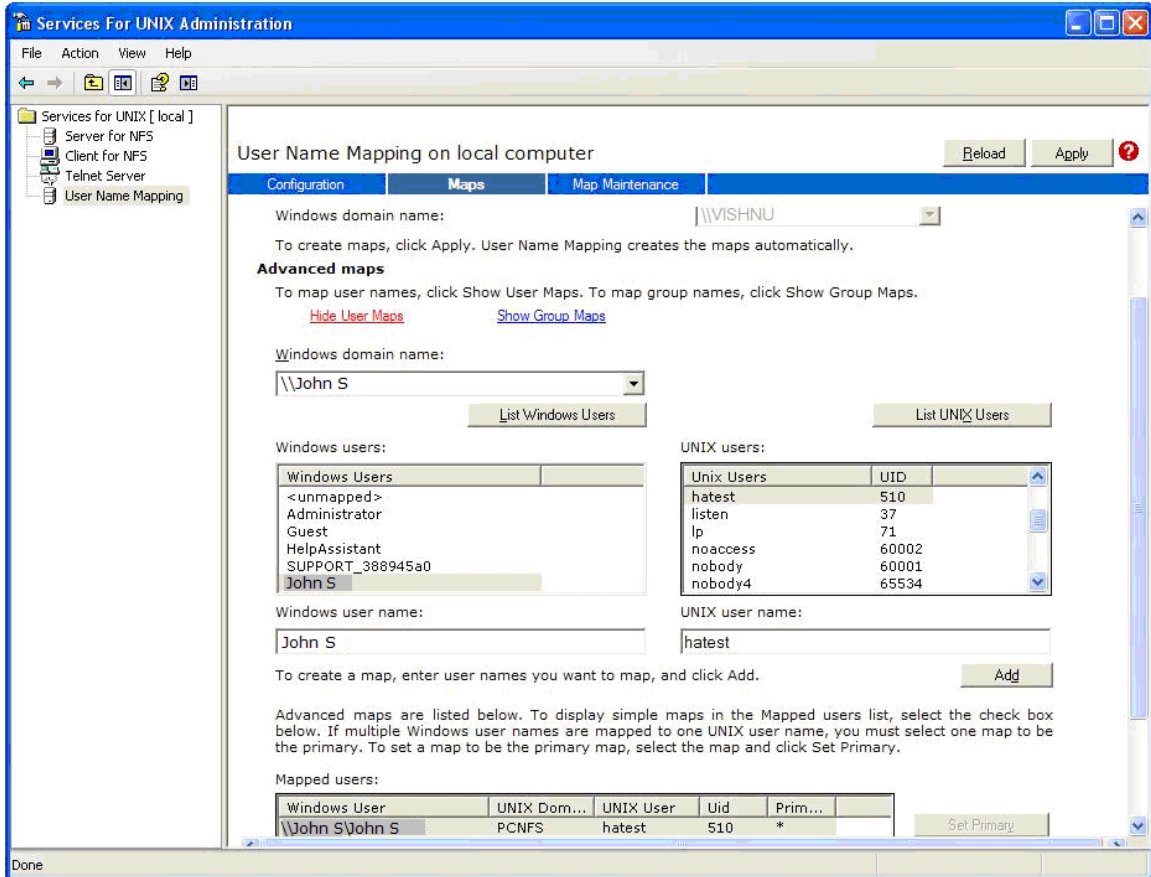 Services For UNIX Administration
File Action View Help
Services for UNIX [ local ]
Server for NFS
Client for NFS
Telnet Server
User Name Mapping
User Name Mapping on local computer
Reload Apply ?
Configuration Maps Map Maintenance
Windows domain name: \\VISHNU
To create maps, click Apply. User Name Mapping creates the maps automatically.
Advanced maps
To map user names, click Show User Maps. To map group names, click Show Group Maps.
Hide User Maps Show Group Maps
Windows domain name:
\\John S
List Windows Users List UNIX Users
Windows users: UNIX users:
Windows Users Unix Users UID
<unmapped> hatest 510
Administrator listen 37
Guest lp 71
HelpAssistant noaccess 60002
SUPPORT_388945a0 nobody 60001
John S nobody4 65534
Windows user name: UNIX user name:
John S hatest
To create a map, enter user names you want to map, and click Add. Add
Advanced maps are listed below. To display simple maps in the Mapped users list, select the check box
below. If multiple Windows user names are mapped to one UNIX user name, you must select one map to be
the primary. To set a map to be the primary map, select the map and click Set Primary.
Mapped users:
Windows User UNIX Dom... UNIX User Uid Prim...
\\John S\John S PCNFS hatest 510 *
Set Primary
Done